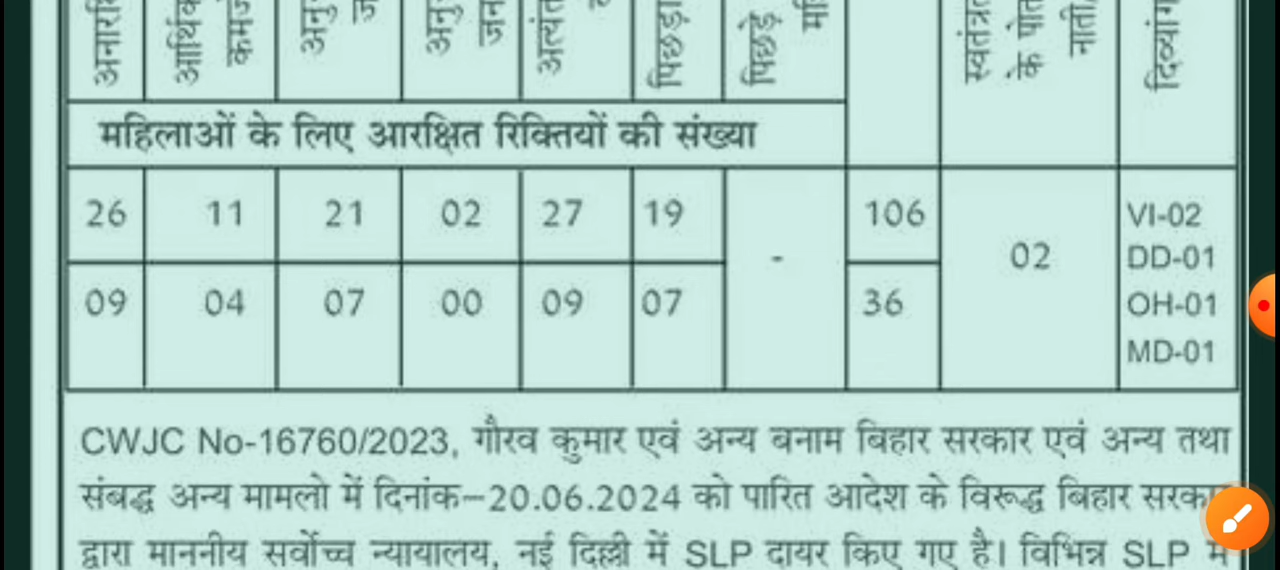 महिलाओं के लिए आरक्षित रिक्तियों की संख्या
26 11 21 02 27 19 - 106 02 VI-02
DD-01
09 04 07 00 09 07 36 OH-01
MD-01
CWJC No-16760/2023, गौरव कुमार एवं अन्य बनाम बिहार सरकार एवं अन्य तथा
संबद्ध अन्य मामलो में दिनांक–20.06.2024 को पारित आदेश के विरूद्ध बिहार सरकार
द्वारा माननीय सर्वोच्च न्यायालय, नई दिल्ली में SLP दायर किए गए है। विभिन्न SLP में